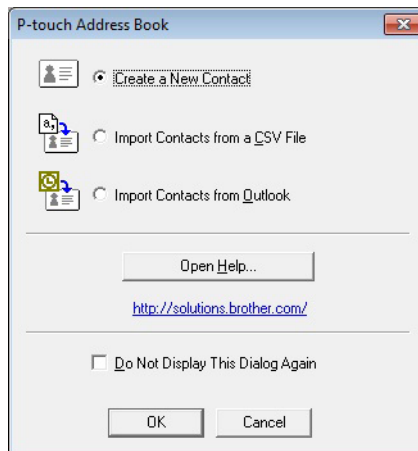 P-touch Address Book
Create a New Contact
a,
Import Contacts from a CSV File
Import Contacts from Outlook
Open Help...
http://solutions.brother.com/
Do Not Display This Dialog Again
OK
Cancel